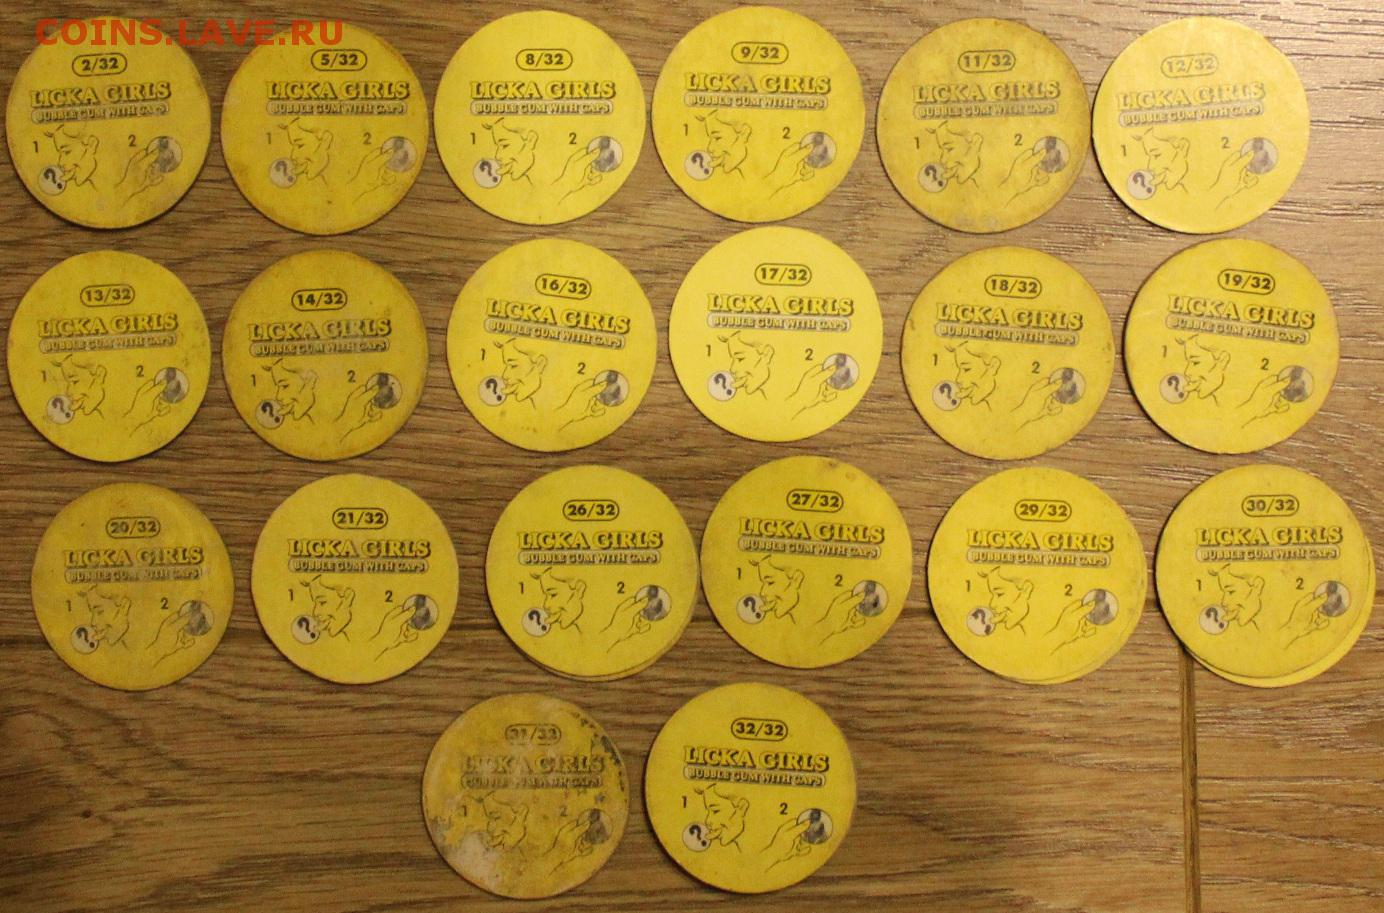 COINS.LAVE.RU
2/32
LICKA GIRLS
BUBBLE GUM WITH CAPS
1 2
5/32
LICKA GIRLS
BUBBLE GUM WITH CAPS
1 2
8/32
LICKA GIRLS
BUBBLE GUM WITH CAPS
1 2
9/32
LICKA GIRLS
BUBBLE GUM WITH CAPS
1 2
11/32
LICKA GIRLS
BUBBLE GUM WITH CAPS
1 2
12/32
LICKA GIRLS
BUBBLE GUM WITH CAPS
1 2
13/32
LICKA GIRLS
BUBBLE GUM WITH CAPS
1 2
14/32
LICKA GIRLS
BUBBLE GUM WITH CAPS
1 2
16/32
LICKA GIRLS
BUBBLE GUM WITH CAPS
1 2
17/32
LICKA GIRLS
BUBBLE GUM WITH CAPS
1 2
18/32
LICKA GIRLS
BUBBLE GUM WITH CAPS
1 2
19/32
LICKA GIRLS
BUBBLE GUM WITH CAPS
1 2
20/32
LICKA GIRLS
BUBBLE GUM WITH CAPS
1 2
21/32
LICKA GIRLS
BUBBLE GUM WITH CAPS
1 2
26/32
LICKA GIRLS
BUBBLE GUM WITH CAPS
1 2
27/32
LICKA GIRLS
BUBBLE GUM WITH CAPS
1 2
29/32
LICKA GIRLS
BUBBLE GUM WITH CAPS
1 2
30/32
LICKA GIRLS
BUBBLE GUM WITH CAPS
1 2
31/32
LICKA GIRLS
BUBBLE GUM WITH CAPS
1 2
32/32
LICKA GIRLS
BUBBLE GUM WITH CAPS
1 2